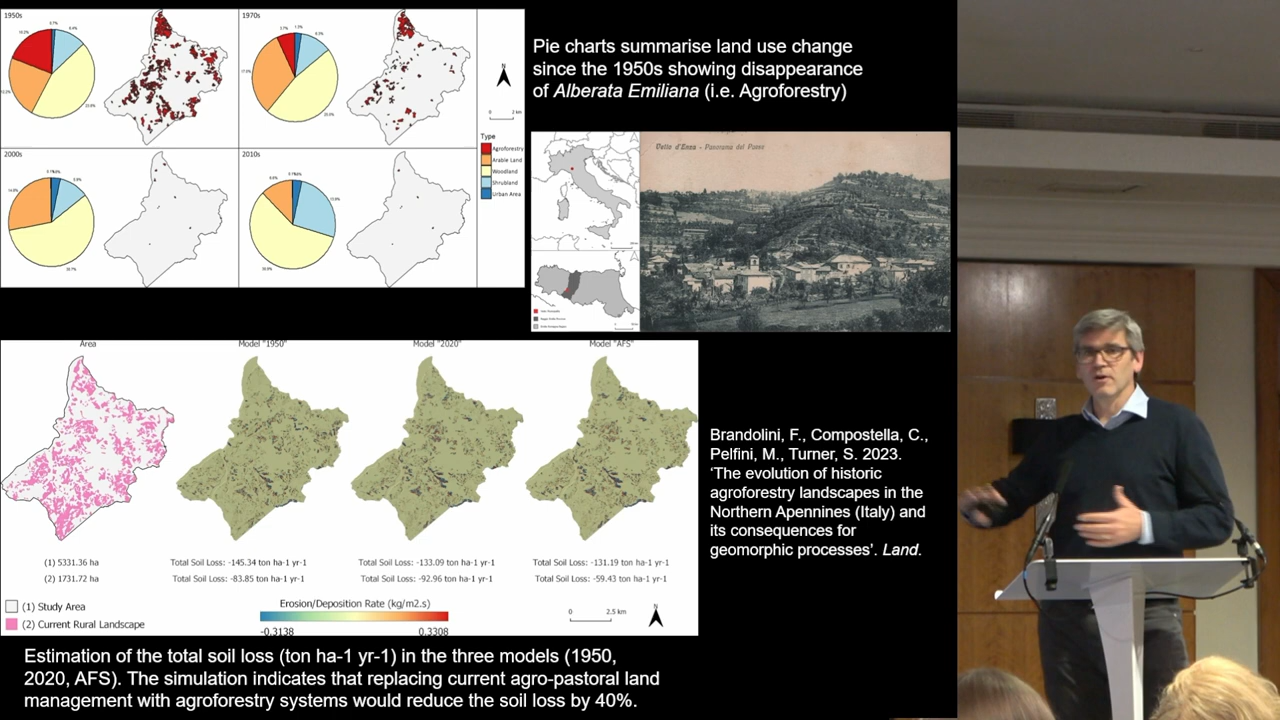 1950s
1970s
Pie charts summarise land use change
since the 1950s showing disappearance
of Alberata Emiliana (i.e. Agroforestry)
N
0 2 km
Type
Agroforestry
Arable Land
Woodland
Shrubland
Urban Area
2000s
2010s
Velto d'Enza - Panorama del Paese
Area
Model "1950"
Model "2020"
Model "AFS"
(1) 5331.36 ha
(2) 1731.72 ha
Total Soil Loss: -145.34 ton ha-1 yr-1
Total Soil Loss: -83.85 ton ha-1 yr-1
Total Soil Loss: -133.09 ton ha-1 yr-1
Total Soil Loss: -92.96 ton ha-1 yr-1
Total Soil Loss: -131.19 ton ha-1 yr-1
Total Soil Loss: -59.43 ton ha-1 yr-1
(1) Study Area
(2) Current Rural Landscape
Erosion/Deposition Rate (kg/m2.s)
-0.3138 0.3308
0 2.5 km
N
Brandolini, F., Compostella, C.,
Pelfini, M., Turner, S. 2023.
‘The evolution of historic
agroforestry landscapes in the
Northern Apennines (Italy) and
its consequences for
geomorphic processes’. Land.
Estimation of the total soil loss (ton ha-1 yr-1) in the three models (1950,
2020, AFS). The simulation indicates that replacing current agro-pastoral land
management with agroforestry systems would reduce the soil loss by 40%.